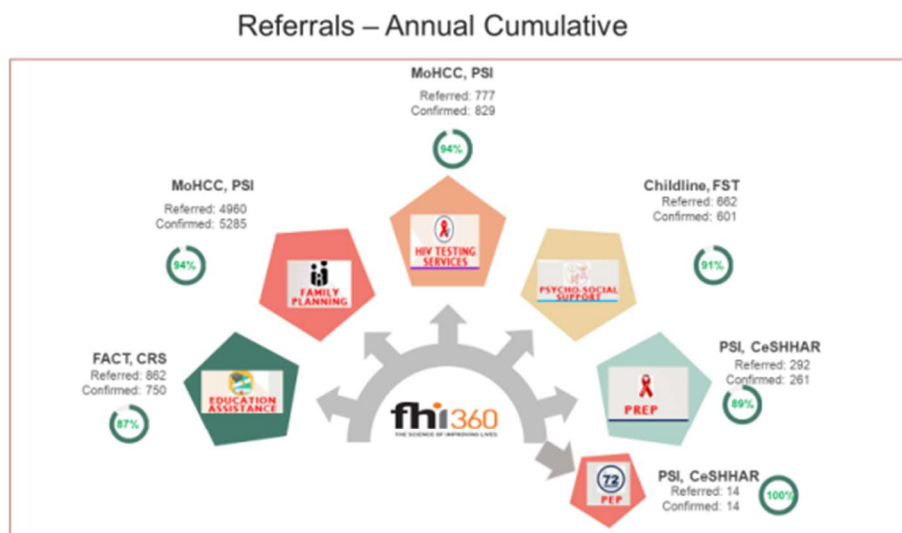 Referrals – Annual Cumulative
MoHCC, PSI
Referred: 777
Confirmed: 829
94%
HIV TESTING
SERVICES
MoHCC, PSI
Referred: 4960
Confirmed: 5285
94%
FAMILY
PLANNING
Childline, FST
Referred: 662
Confirmed: 601
91%
PSYCHO-SOCIAL
SUPPORT
FACT, CRS
Referred: 862
Confirmed: 750
87%
EDUCATION
ASSISTANCE
PSI, CeSHHAR
Referred: 292
Confirmed: 261
89%
PREP
fhi360
THE SCIENCE OF IMPROVING LIVES
72
PEP
PSI, CeSHHAR
Referred: 14
Confirmed: 14
100%